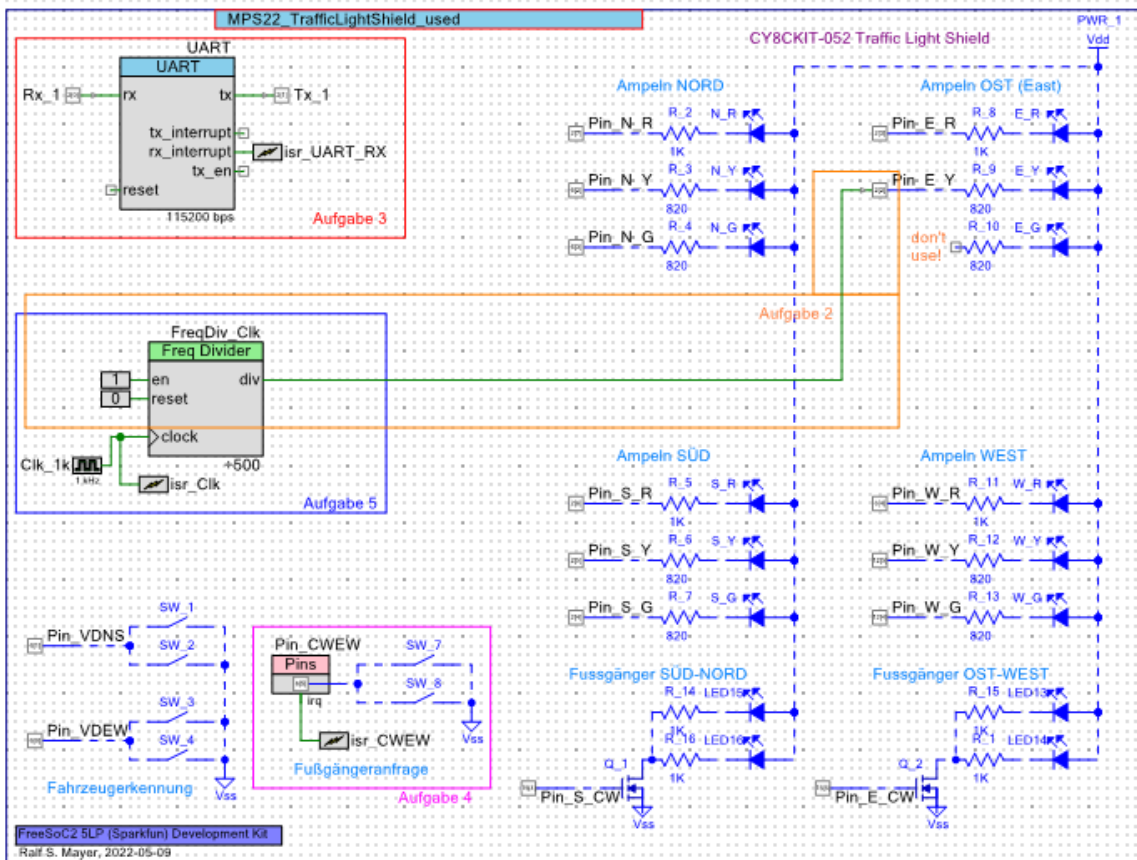 MPS22_TrafficLightShield_used
PWR_1
Vdd
CY8CKIT-052 Traffic Light Shield
UART
UART
Rx_1
rx
tx
Tx_1
tx_interrupt
rx_interrupt
isr_UART_RX
tx_en
reset
115200 bps
Aufgabe 3
Ampeln NORD
Pin_N_R
R_2
N_R
1K
Pin_N_Y
R_3
N_Y
820
Pin_N_G
R_4
N_G
820
Ampeln OST (East)
Pin_E_R
R_8
E_R
1K
Pin_E_Y
R_9
E_Y
820
don't
use!
R_10
E_G
820
Aufgabe 2
FreqDiv_Clk
Freq Divider
1
en
div
0
reset
clock
Clk_1k
1 kHz
÷500
isr_Clk
Aufgabe 5
Ampeln SÜD
Pin_S_R
R_5
S_R
1K
Pin_S_Y
R_6
S_Y
820
Pin_S_G
R_7
S_G
820
Ampeln WEST
Pin_W_R
R_11
W_R
1K
Pin_W_Y
R_12
W_Y
820
Pin_W_G
R_13
W_G
820
Pin_VDNS
SW_1
SW_2
Pin_VDEW
SW_3
SW_4
Vss
Fahrzeugerkennung
Pin_CWEW
Pins
irq
SW_7
SW_8
Vss
isr_CWEW
Fußgängeranfrage
Aufgabe 4
Fussgänger SÜD-NORD
R_14
LED15
1K
R_16
LED16
1K
Q_1
Pin_S_CW
Vss
Fussgänger OST-WEST
R_15
LED13
1K
R_1
LED14
1K
Q_2
Pin_E_CW
Vss
FreeSoC2 5LP (Sparkfun) Development Kit
Ralf S. Mayer, 2022-05-09